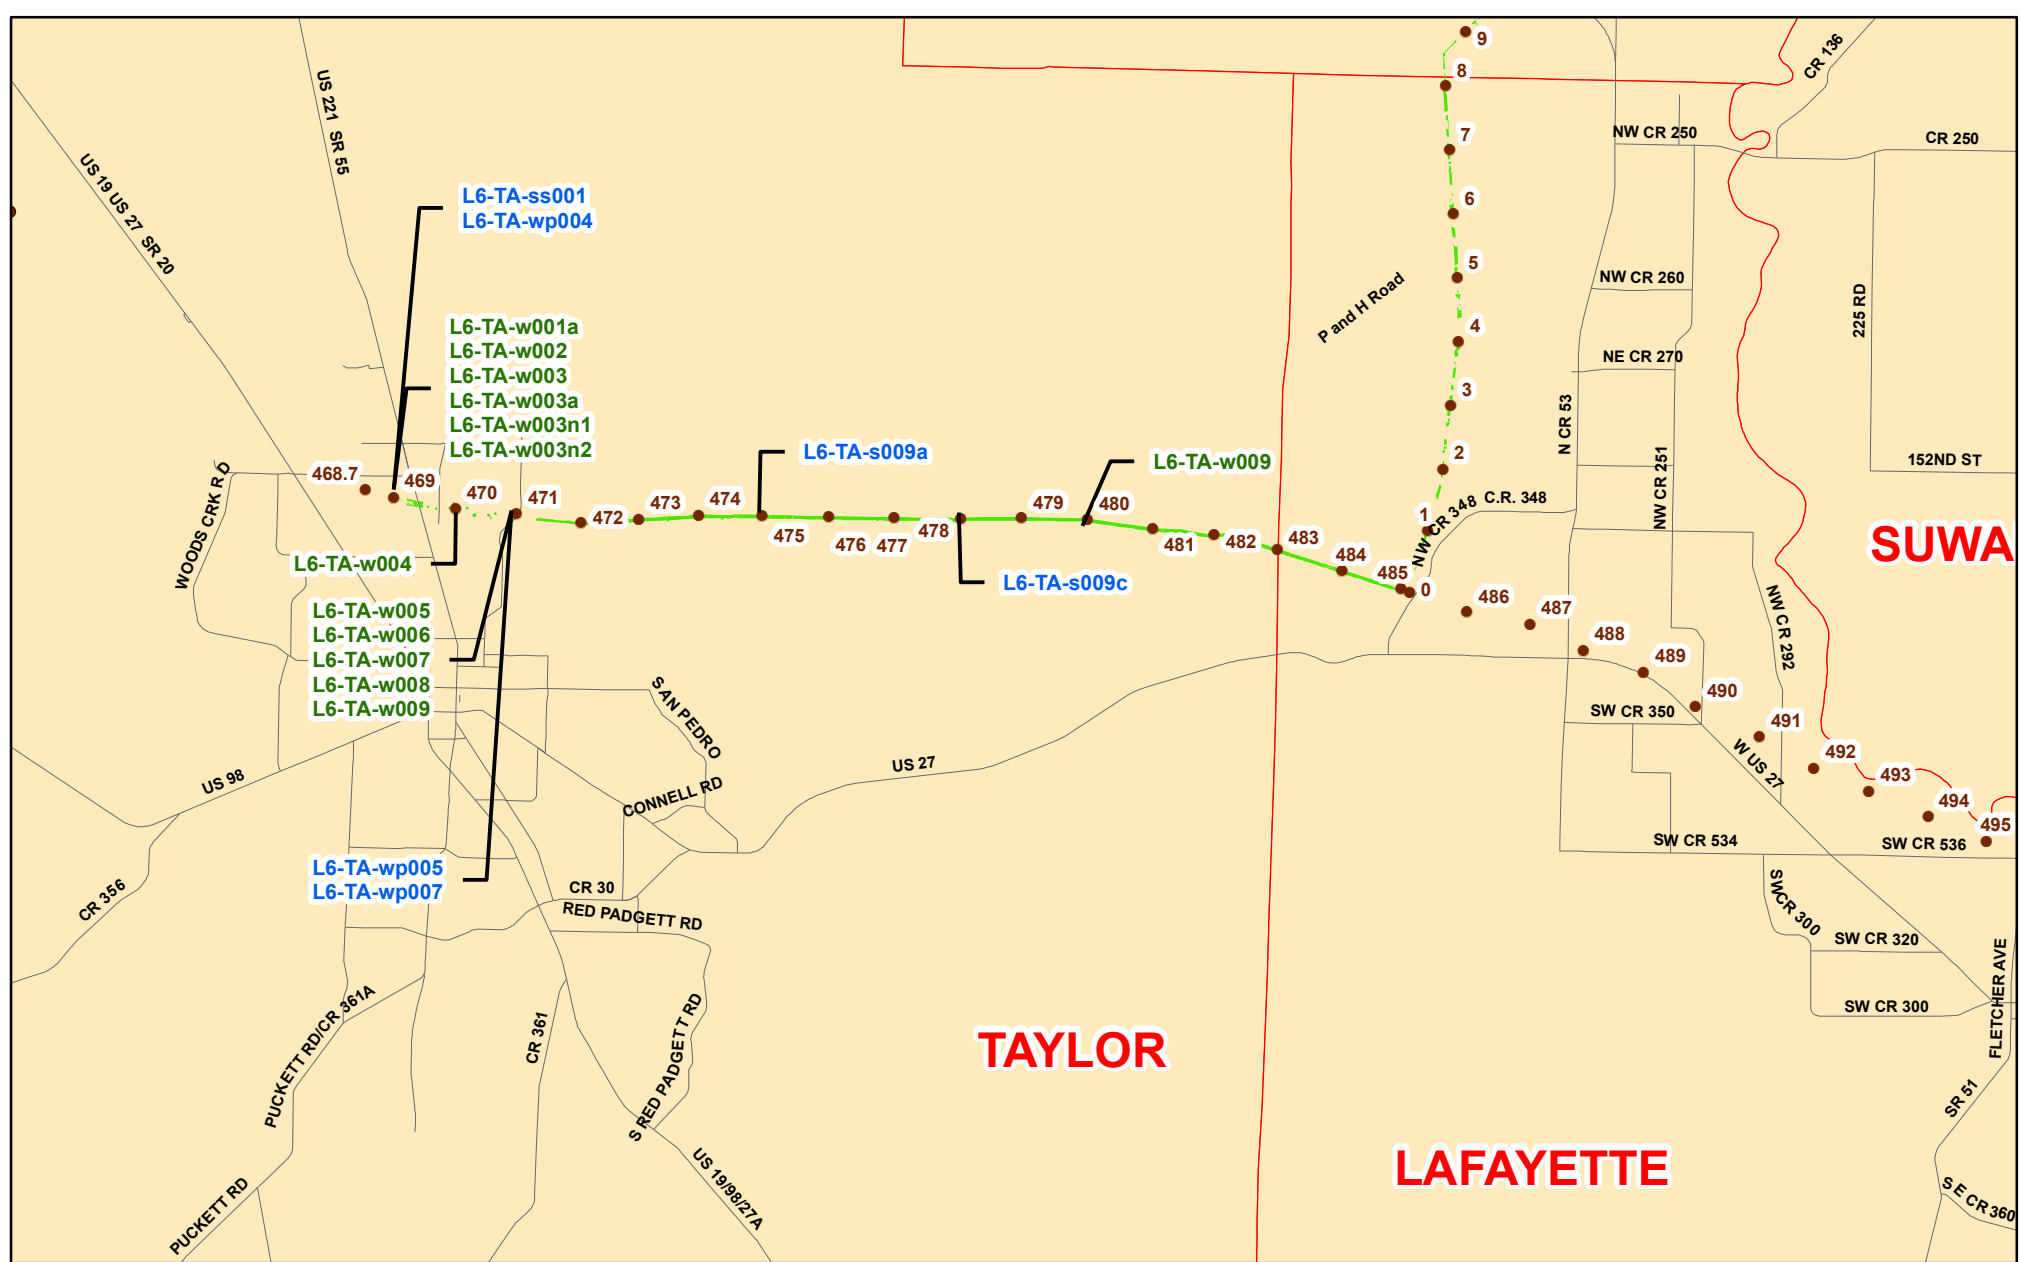 9
8
CR 136
US 221 SR 55
NW CR 250
CR 250
7
US 19 US 27 SR 20
L6-TA-ss001
L6-TA-wp004
6
5
NW CR 260
P and H Road
225 RD
L6-TA-w001a
L6-TA-w002
L6-TA-w003
L6-TA-w003a
L6-TA-w003n1
L6-TA-w003n2
4
NE CR 270
3
N CR 53
L6-TA-s009a
L6-TA-w009
2
152ND ST
WOODS CRK RD
468.7
469
470
471
472
473
474
475
476
477
478
479
480
481
482
483
484
485
0
1
NW CR 348
C.R. 348
NW CR 251
SUWA
L6-TA-w004
L6-TA-s009c
486
487
488
489
490
491
492
493
494
495
NW CR 292
L6-TA-w005
L6-TA-w006
L6-TA-w007
L6-TA-w008
L6-TA-w009
SAN PEDRO
SW CR 350
W US 27
US 98
US 27
CONNELL RD
SW CR 534
SW CR 536
L6-TA-wp005
L6-TA-wp007
CR 356
CR 30
RED PADGETT RD
SW CR 300
SW CR 320
FLETCHER AVE
SW CR 300
PUCKETT RD/CR 361A
CR 361
S RED PADGETT RD
TAYLOR
SR 51
LAFAYETTE
PUCKETT RD
US 19/98/27A
S E CR 360